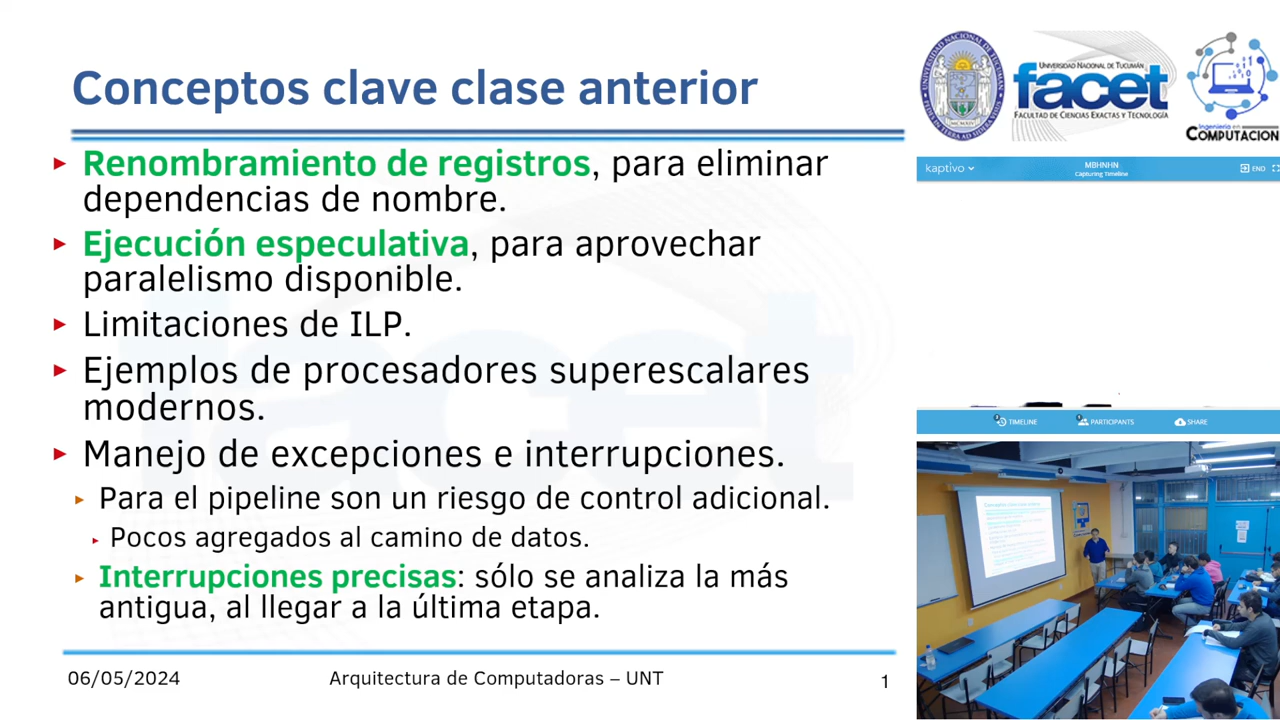 Conceptos clave clase anterior
▸ Renombramiento de registros, para eliminar
dependencias de nombre.
▸ Ejecución especulativa, para aprovechar
paralelismo disponible.
▸ Limitaciones de ILP.
▸ Ejemplos de procesadores superescalares
modernos.
▸ Manejo de excepciones e interrupciones.
▸ Para el pipeline son un riesgo de control adicional.
▸ Pocos agregados al camino de datos.
▸ Interrupciones precisas: sólo se analiza la más
antigua, al llegar a la última etapa.
06/05/2024
Arquitectura de Computadoras – UNT
1
UNIVERSIDAD NACIONAL DE TUCUMÁN
facet
FACULTAD DE CIENCIAS EXACTAS Y TECNOLOGÍA
Ingeniería en
COMPUTACION
kaptivo
MBHNHN
Capturing Timeline
END
TIMELINE
PARTICIPANTS
SHARE